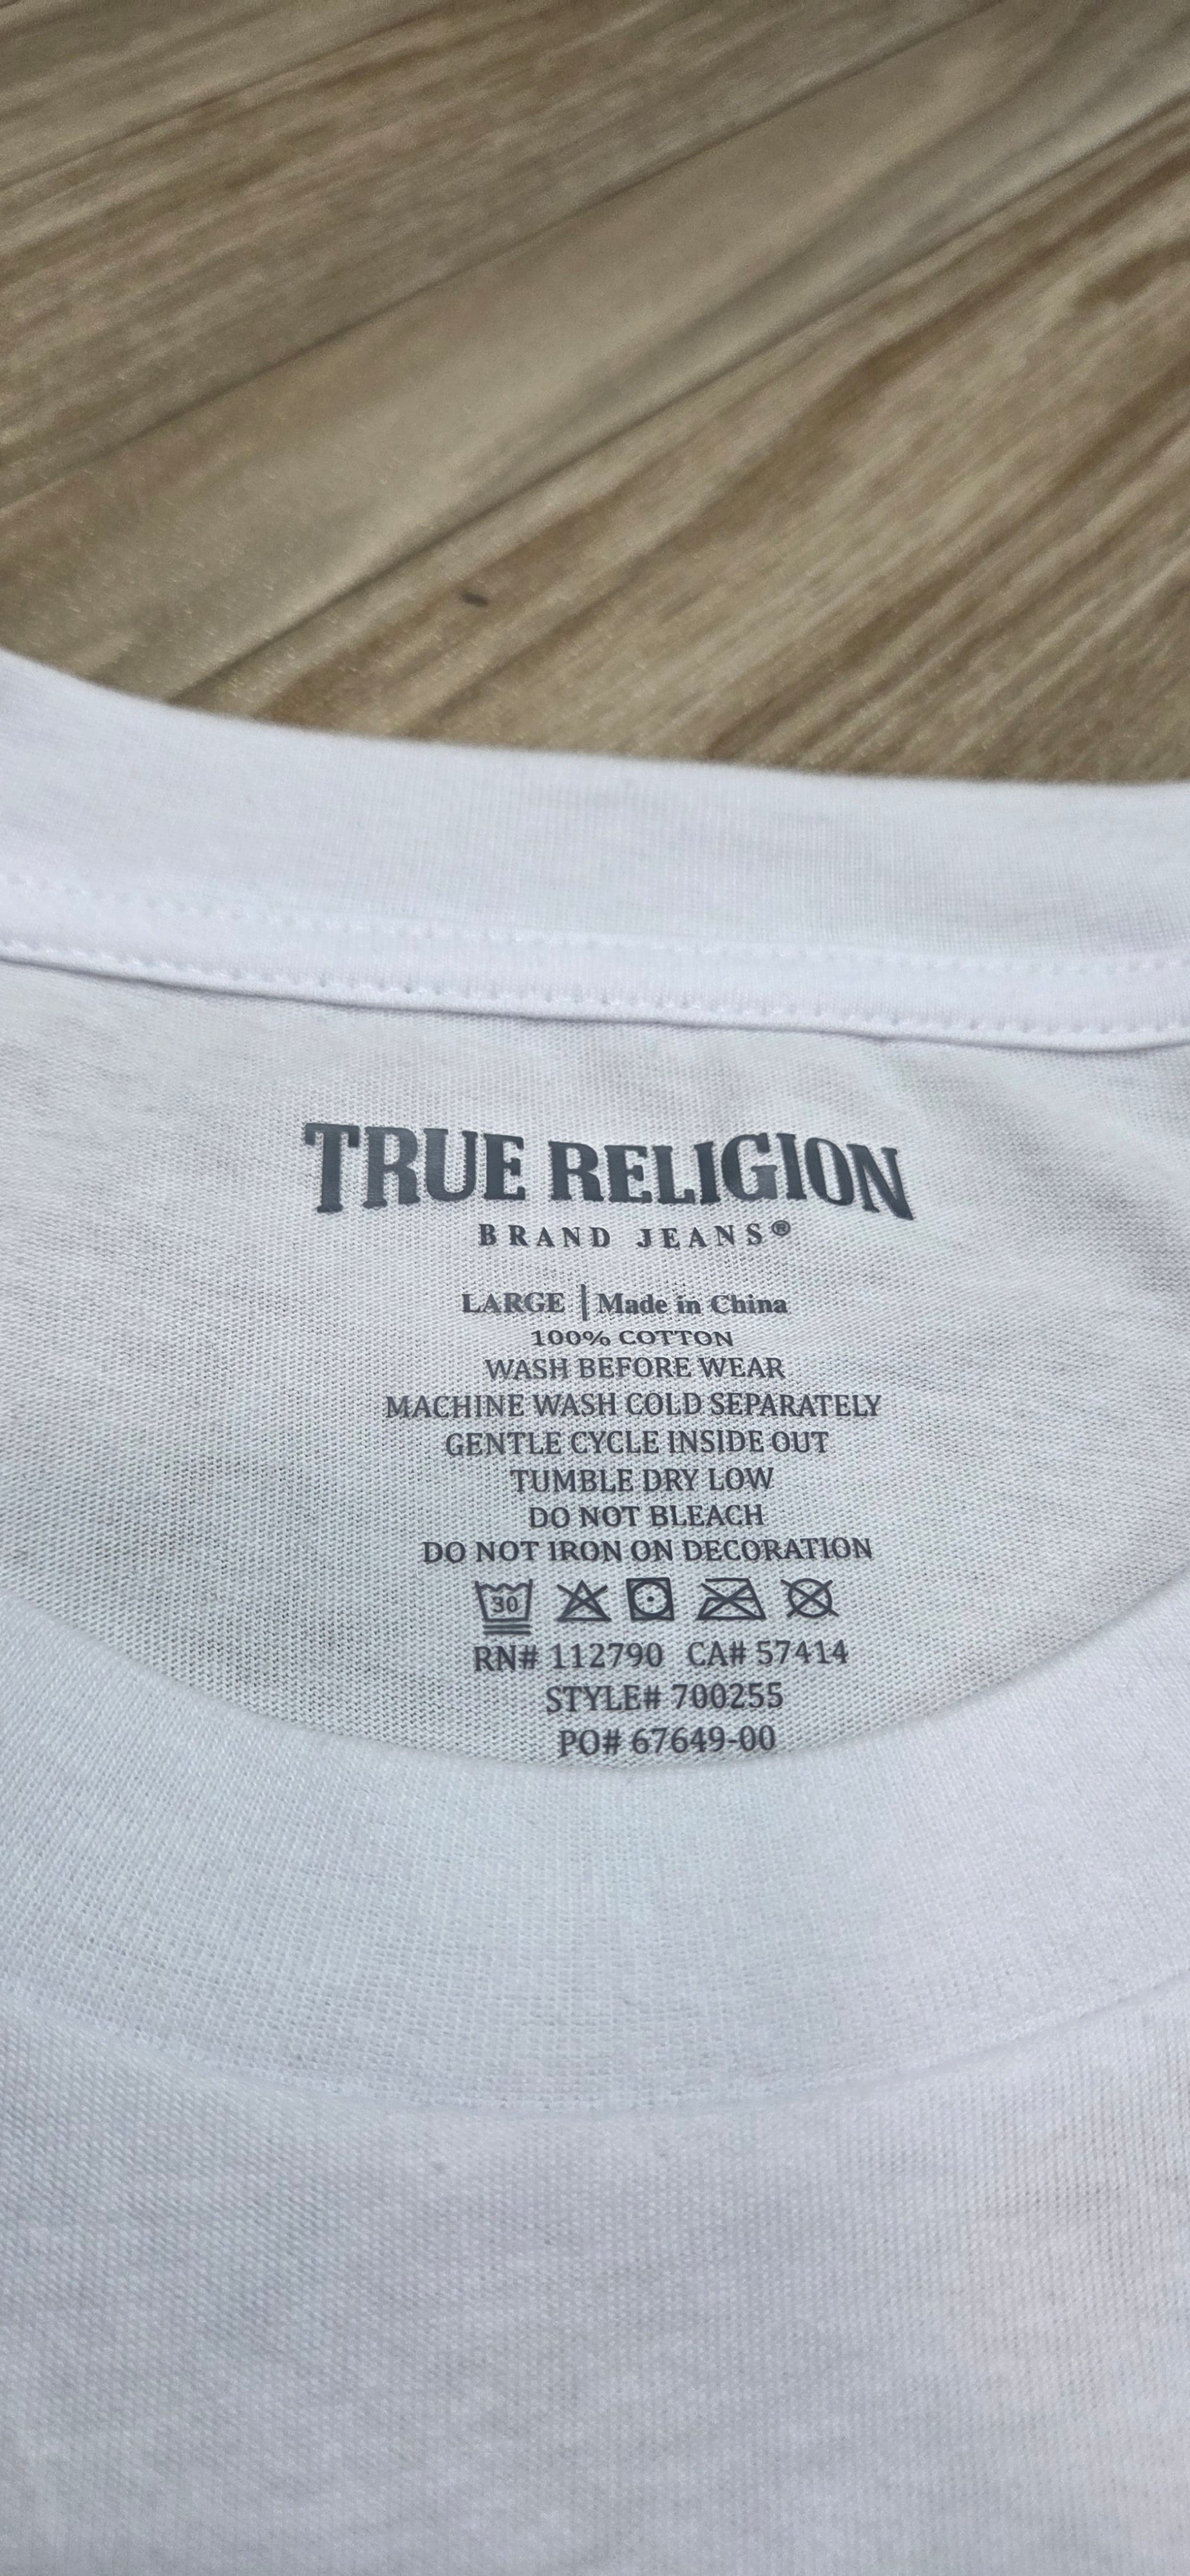 TRUE RELIGION
BRAND JEANS®
LARGE | Made in China
100% COTTON
WASH BEFORE WEAR
MACHINE WASH COLD SEPARATELY
GENTLE CYCLE INSIDE OUT
TUMBLE DRY LOW
DO NOT BLEACH
DO NOT IRON ON DECORATION
30
RN# 112790 CA# 57414
STYLE# 700255
PO# 67649-00